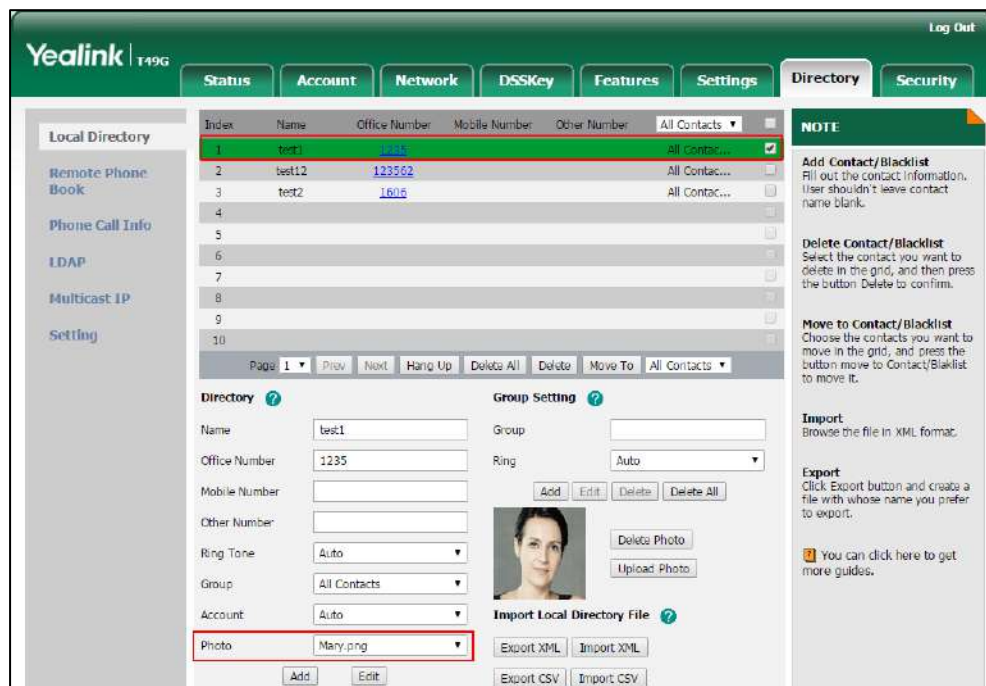 Log Out
Yealink T49G
Status Account Network DSSKey Features Settings Directory Security
Local Directory
Remote Phone
Book
Phone Call Info
LDAP
Multicast IP
Setting
Index Name Office Number Mobile Number Other Number All Contacts
1 test1 1235 All Contac...
2 test12 123562 All Contac...
3 test2 1606 All Contac...
4
5
6
7
8
9
10
Page 1 Prev Next Hang Up Delete All Delete Move To All Contacts
Directory ?
Name test1
Office Number 1235
Mobile Number
Other Number
Ring Tone Auto
Group All Contacts
Account Auto
Photo Mary.png
Add Edit
Group Setting ?
Group
Ring Auto
Add Edit Delete Delete All
Delete Photo
Upload Photo
Import Local Directory File ?
Export XML Import XML
Export CSV Import CSV
NOTE
Add Contact/Blacklist
Fill out the contact information.
User shouldn't leave contact
name blank.
Delete Contact/Blacklist
Select the contact you want to
delete in the grid, and then press
the button Delete to confirm.
Move to Contact/Blacklist
Choose the contacts you want to
move in the grid, and press the
button move to Contact/Blaklist
to move it.
Import
Browse the file in XML format.
Export
Click Export button and create a
file with whose name you prefer
to export.
? You can click here to get
more guides.